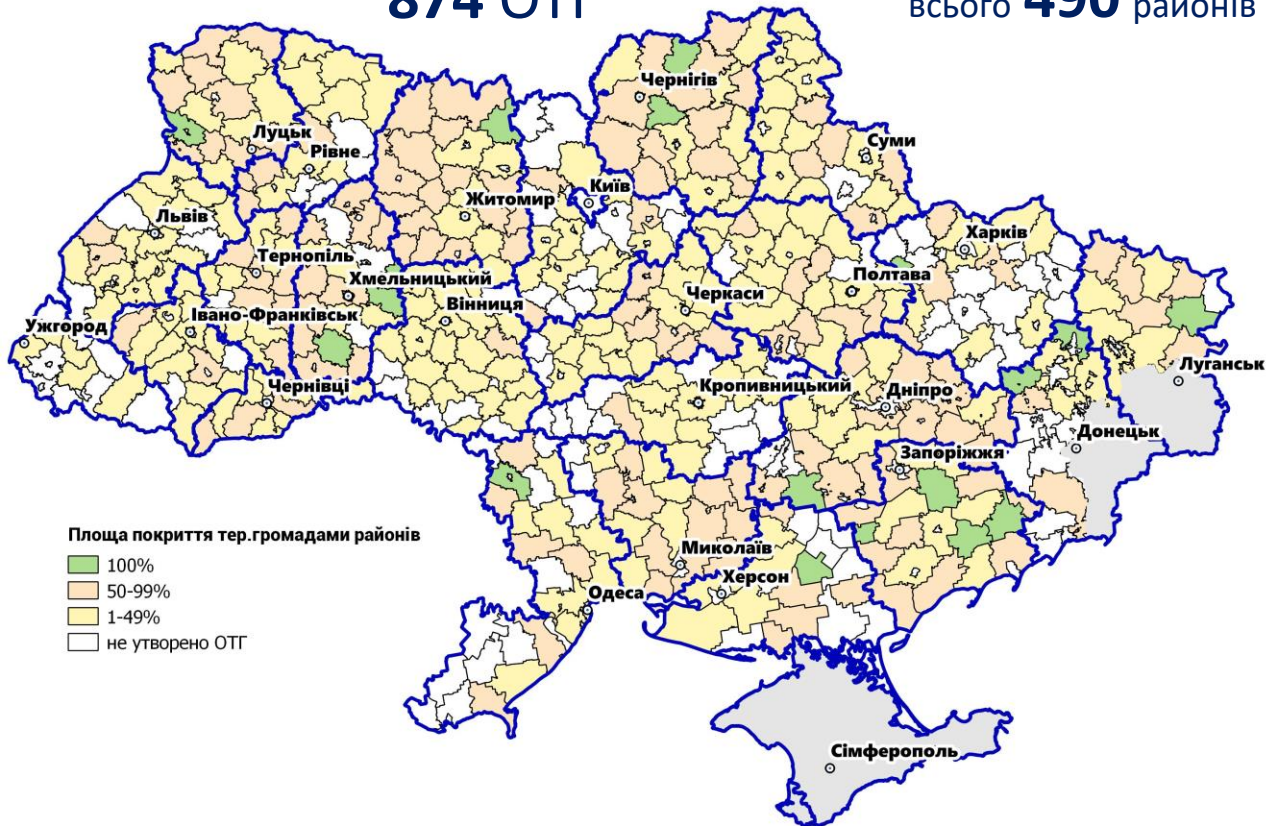 874 ОТГ
всього 490 районів
Чернігів
Суми
Луцьк
Рівне
Київ
Житомир
Львів
Харків
Тернопіль
Хмельницький
Полтава
Черкаси
Вінниця
Івано-Франківськ
Ужгород
Луганськ
Чернівці
Кропивницький
Дніпро
Донецьк
Запоріжжя
Площа покриття тер.громадами районів
100%
50-99%
1-49%
не утворено ОТГ
Миколаїв
Херсон
Одеса
Сімферополь